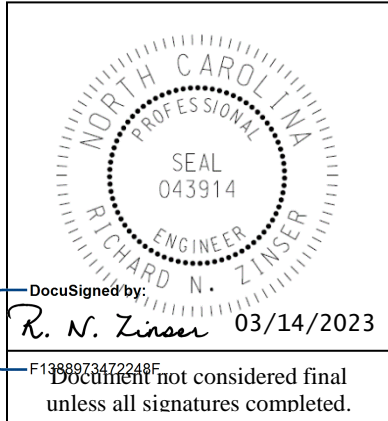 NORTH CAROLINA
PROFESSIONAL
SEAL
043914
ENGINEER
RICHARD N. ZINSER
DocuSigned by:
R. N. Zinser 03/14/2023
F1388973472248F...
Document not considered final
unless all signatures completed.